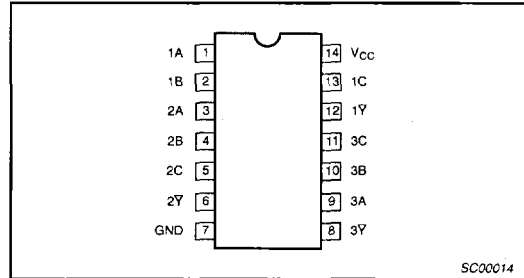 1A 1 14 VCC
1B 2 13 1C
2A 3 12 1Y̅
2B 4 11 3C
2C 5 10 3B
2Y̅ 6 9 3A
GND 7 8 3Y̅
SC00014